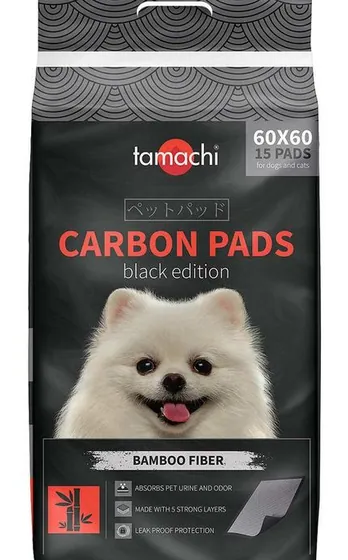 60X60
15 PADS
for dogs and cats
tamachi®
ペットパッド
CARBON PADS
black edition
BAMBOO FIBER
ABSORBS PET URINE AND ODOR
MADE WITH 5 STRONG LAYERS
LEAK PROOF PROTECTION